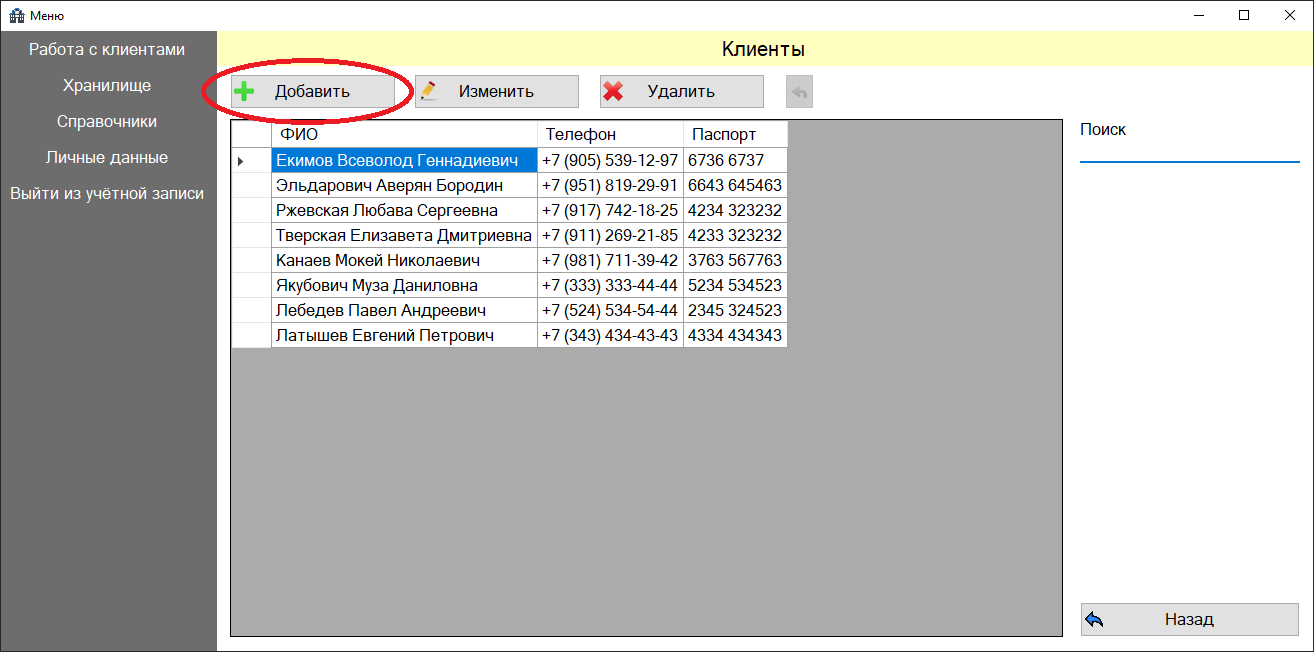 Меню
Работа с клиентами
Хранилище
Справочники
Личные данные
Выйти из учётной записи
Клиенты
Добавить Изменить Удалить
ФИО Телефон Паспорт
Екимов Всеволод Геннадиевич +7 (905) 539-12-97 6736 6737
Эльдарович Аверян Бородин +7 (951) 819-29-91 6643 645463
Ржевская Любава Сергеевна +7 (917) 742-18-25 4234 323232
Тверская Елизавета Дмитриевна +7 (911) 269-21-85 4233 323232
Канаев Мокей Николаевич +7 (981) 711-39-42 3763 567763
Якубович Муза Даниловна +7 (333) 333-44-44 5234 534523
Лебедев Павел Андреевич +7 (524) 534-54-44 2345 324523
Латышев Евгений Петрович +7 (343) 434-43-43 4334 434343
Поиск
Назад